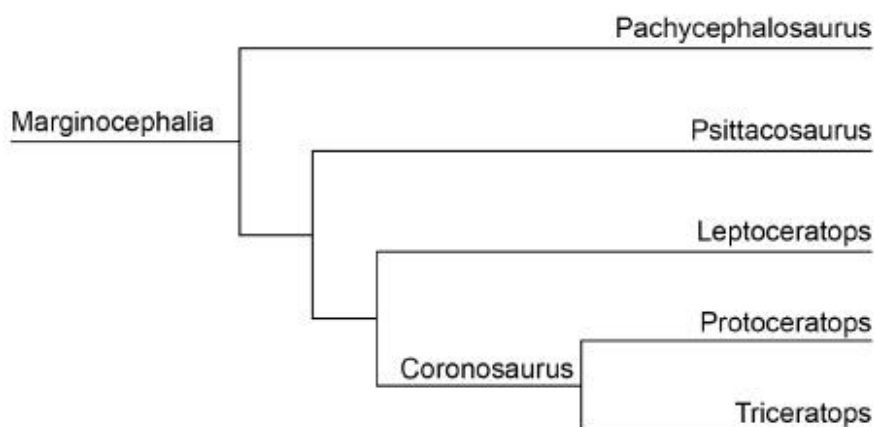 Pachycephalosaurus
Marginocephalia
Psittacosaurus
Leptoceratops
Protoceratops
Coronosaurus
Triceratops